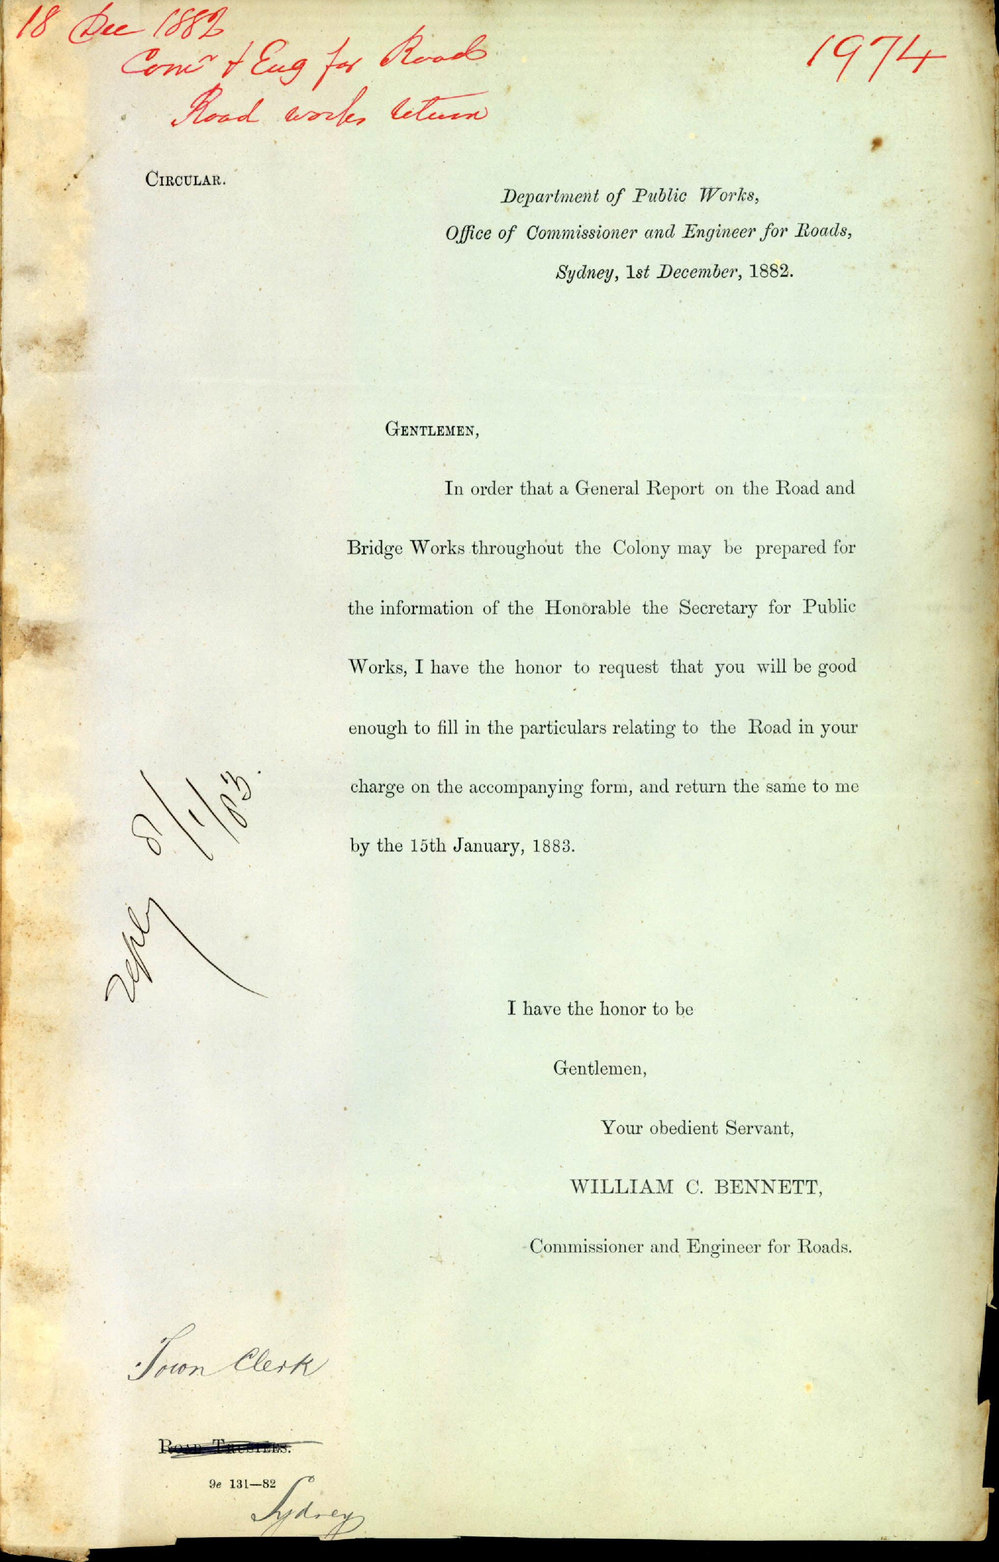 18 Dec 1882
Comr & Eng for Roads
Road works return
1974
CIRCULAR.
Department of Public Works,
Office of Commissioner and Engineer for Roads,
Sydney, 1st December, 1882.
GENTLEMEN,
In order that a General Report on the Road and
Bridge Works throughout the Colony may be prepared for
the information of the Honorable the Secretary for Public
Works, I have the honor to request that you will be good
enough to fill in the particulars relating to the Road in your
charge on the accompanying form, and return the same to me
by the 15th January, 1883.
reply 8/1/83.
I have the honor to be
Gentlemen,
Your obedient Servant,
WILLIAM C. BENNETT,
Commissioner and Engineer for Roads.
Town Clerk
ROAD TRUSTEES.
9e 131—82
Sydney